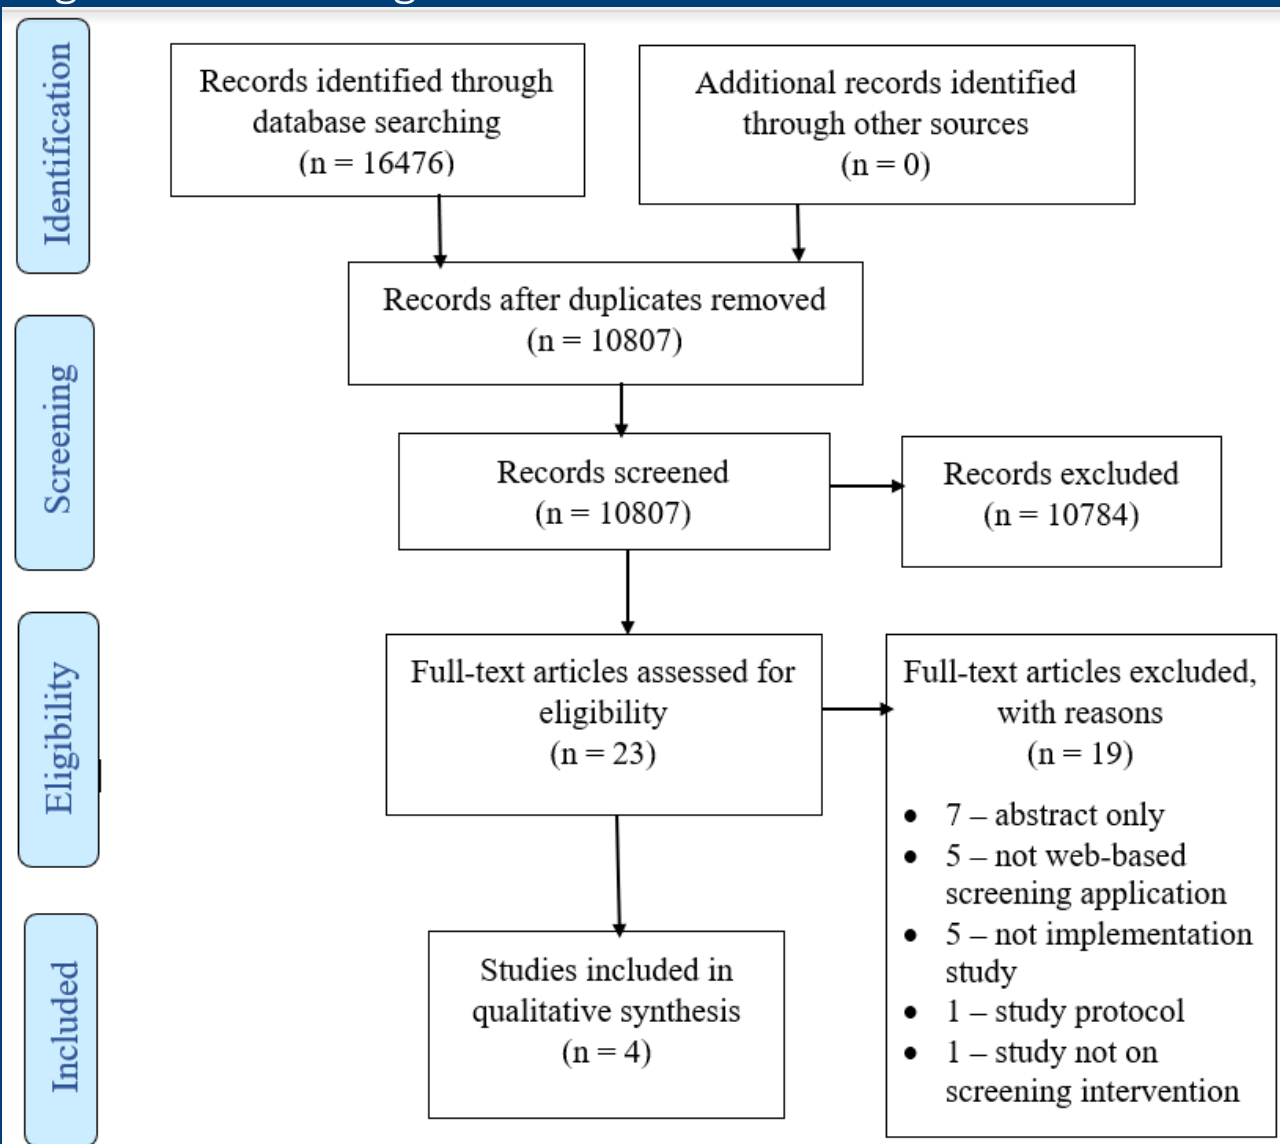 Identification
Records identified through
database searching
(n = 16476)
Additional records identified
through other sources
(n = 0)
Records after duplicates removed
(n = 10807)
Screening
Records screened
(n = 10807)
Records excluded
(n = 10784)
Eligibility
Full-text articles assessed for
eligibility
(n = 23)
Full-text articles excluded,
with reasons
(n = 19)
● 7 – abstract only
● 5 – not web-based
screening application
● 5 – not implementation
study
● 1 – study protocol
● 1 – study not on
screening intervention
Included
Studies included in
qualitative synthesis
(n = 4)